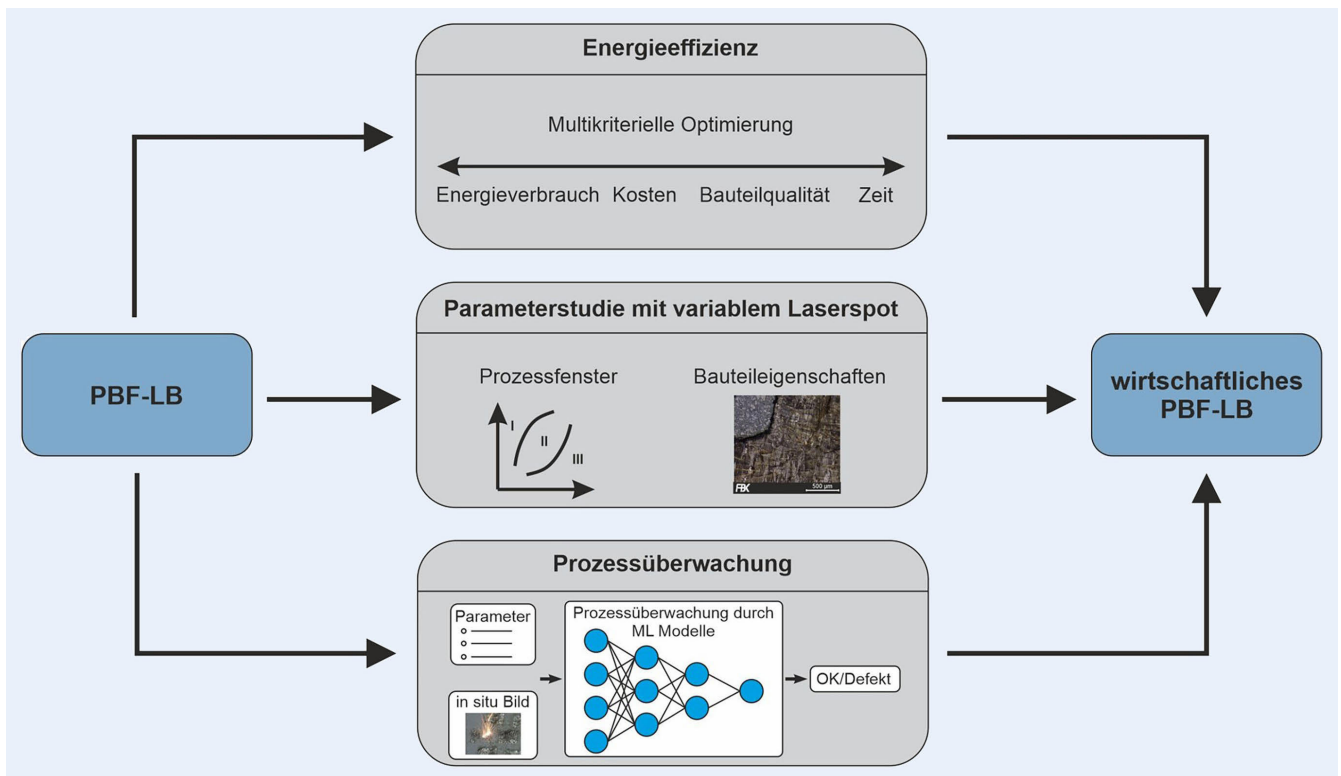 Energieeffizienz
Multikriterielle Optimierung
Energieverbrauch Kosten Bauteilqualität Zeit
PBF-LB
Parameterstudie mit variablem Laserspot
Prozessfenster
I
II
III
Bauteileigenschaften
500 µm
wirtschaftliches
PBF-LB
Prozessüberwachung
Parameter
in situ Bild
Prozessüberwachung durch
ML Modelle
OK/Defekt